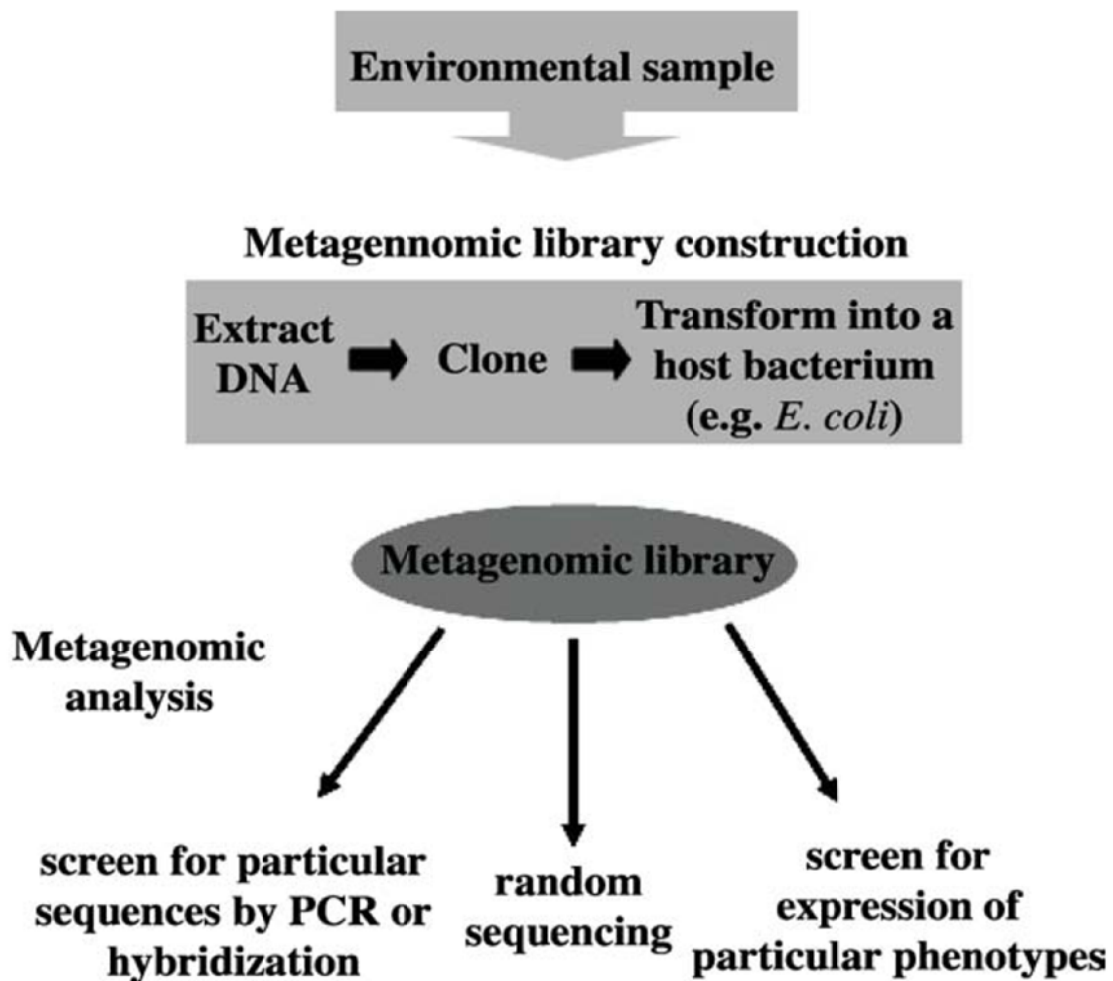 Environmental sample
Metagennomic library construction
Extract
DNA
Clone
Transform into a
host bacterium
(e.g. E. coli)
Metagenomic library
Metagenomic
analysis
screen for particular
sequences by PCR or
hybridization
random
sequencing
screen for
expression of
particular phenotypes